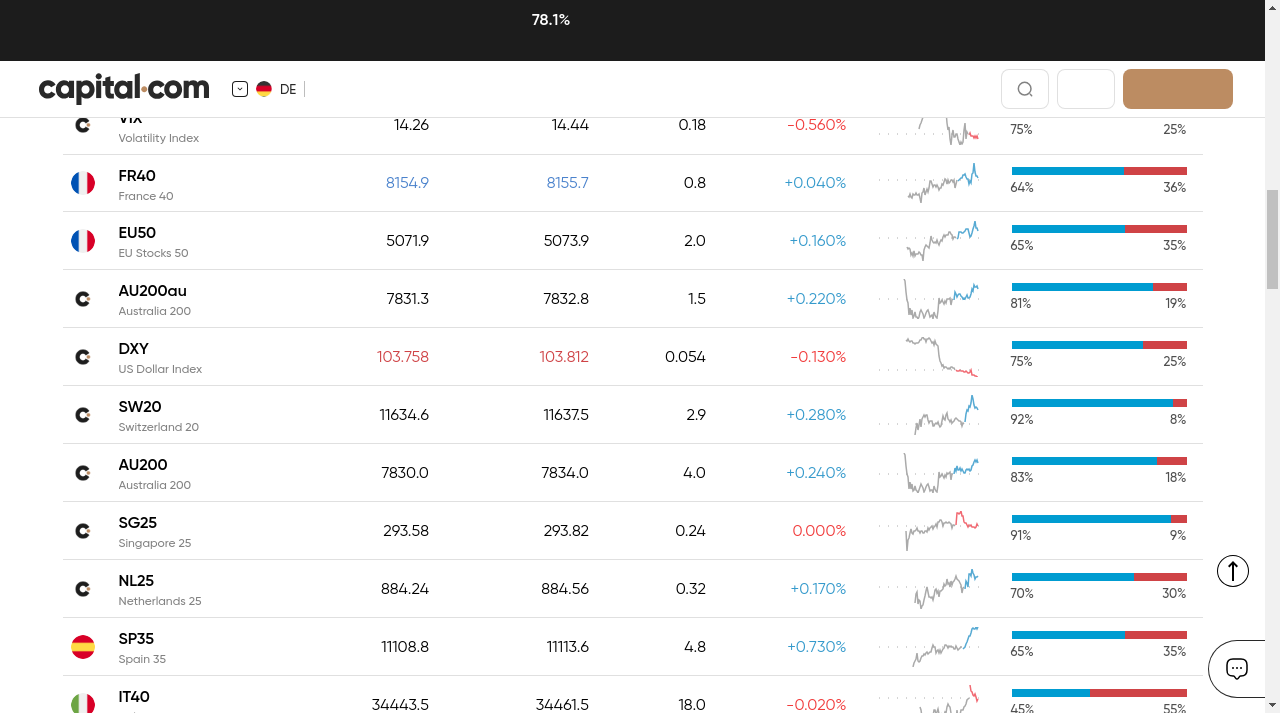 78.1%
capital.com
DE
VIX
Volatility Index
14.26
14.44
0.18
-0.560%
75%
25%
FR40
France 40
8154.9
8155.7
0.8
+0.040%
64%
36%
EU50
EU Stocks 50
5071.9
5073.9
2.0
+0.160%
65%
35%
AU200au
Australia 200
7831.3
7832.8
1.5
+0.220%
81%
19%
DXY
US Dollar Index
103.758
103.812
0.054
-0.130%
75%
25%
SW20
Switzerland 20
11634.6
11637.5
2.9
+0.280%
92%
8%
AU200
Australia 200
7830.0
7834.0
4.0
+0.240%
83%
18%
SG25
Singapore 25
293.58
293.82
0.24
0.000%
91%
9%
NL25
Netherlands 25
884.24
884.56
0.32
+0.170%
70%
30%
SP35
Spain 35
11108.8
11113.6
4.8
+0.730%
65%
35%
IT40
34443.5
34461.5
18.0
-0.020%
45%
55%